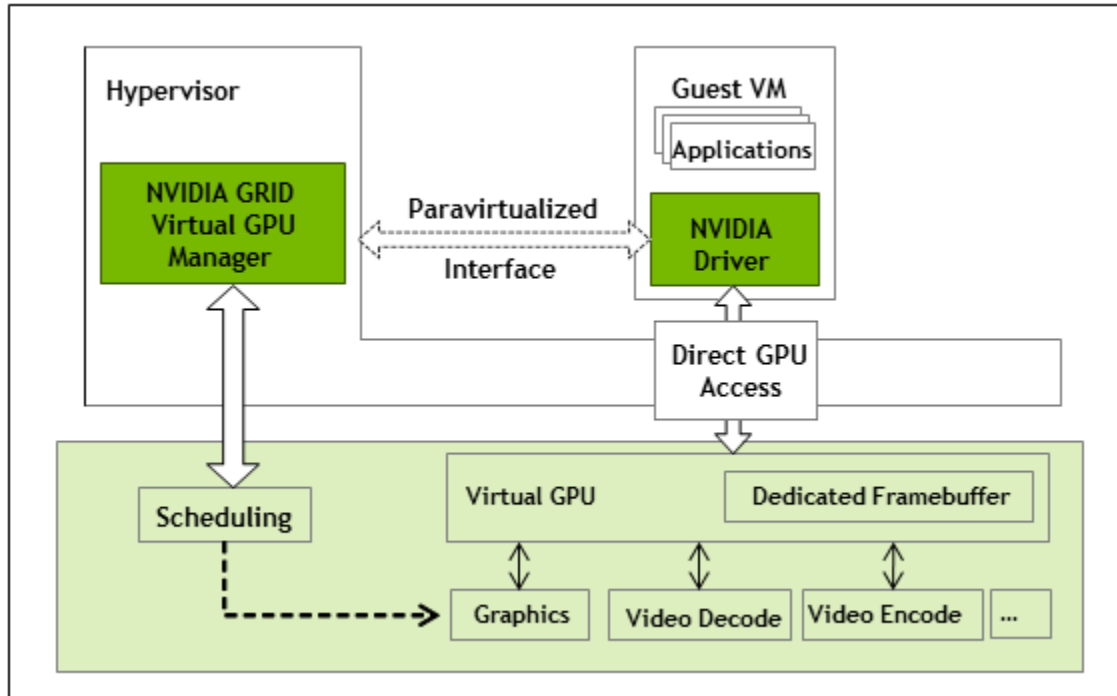 Hypervisor
NVIDIA GRID
Virtual GPU
Manager
Paravirtualized
Interface
Guest VM
Applications
NVIDIA
Driver
Direct GPU
Access
Scheduling
Virtual GPU
Dedicated Framebuffer
Graphics
Video Decode
Video Encode
...